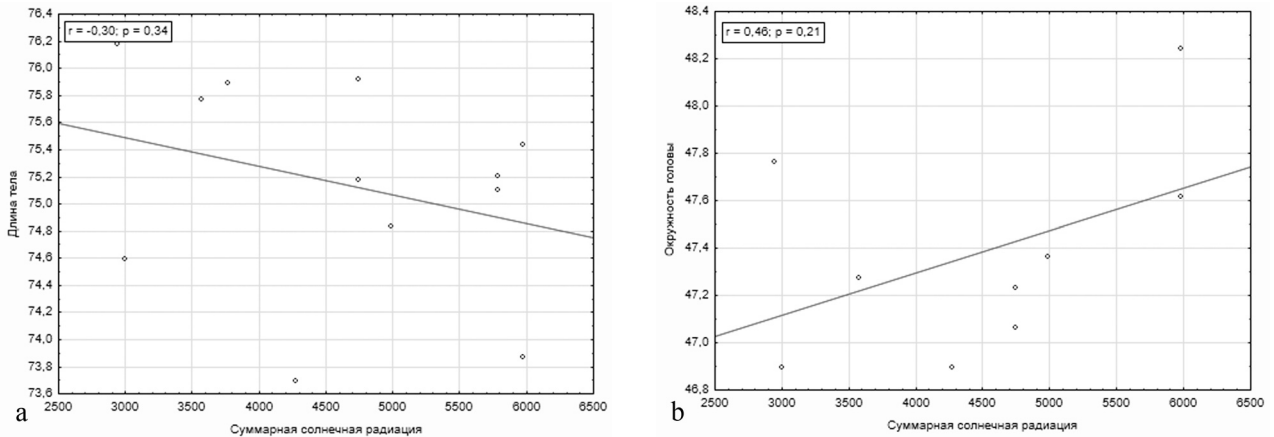 r = -0,30; p = 0,34
Длина тела
76,4
76,2
76,0
75,8
75,6
75,4
75,2
75,0
74,8
74,6
74,4
74,2
74,0
73,8
73,6
2500 3000 3500 4000 4500 5000 5500 6000 6500
Суммарная солнечная радиация
a
r = 0,46; p = 0,21
Окружность головы
48,4
48,2
48,0
47,8
47,6
47,4
47,2
47,0
46,8
2500 3000 3500 4000 4500 5000 5500 6000 6500
Суммарная солнечная радиация
b